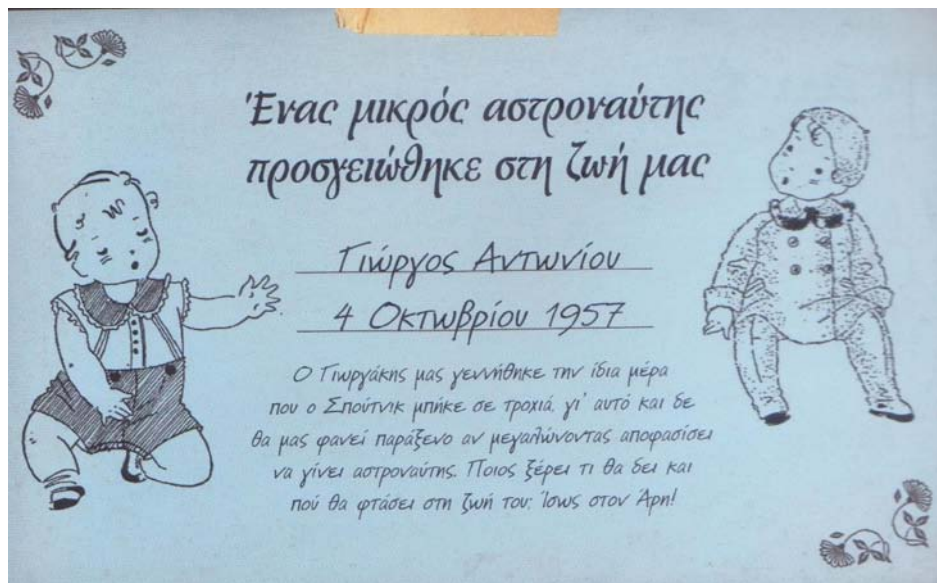 Ένας μικρός αστροναύτης
προσγειώθηκε στη ζωή μας
Γιώργος Αντωνίου
4 Οκτωβρίου 1957
Ο Γιωργάκης μας γεννήθηκε την ίδια μέρα
που ο Σπούτνικ μπήκε σε τροχιά, γι' αυτό και δε
θα μας φανεί παράξενο αν μεγαλώνοντας αποφασίσει
να γίνει αστροναύτης. Ποιος ξέρει τι θα δει και
πού θα φτάσει στη ζωή του; Ίσως στον Άρη!